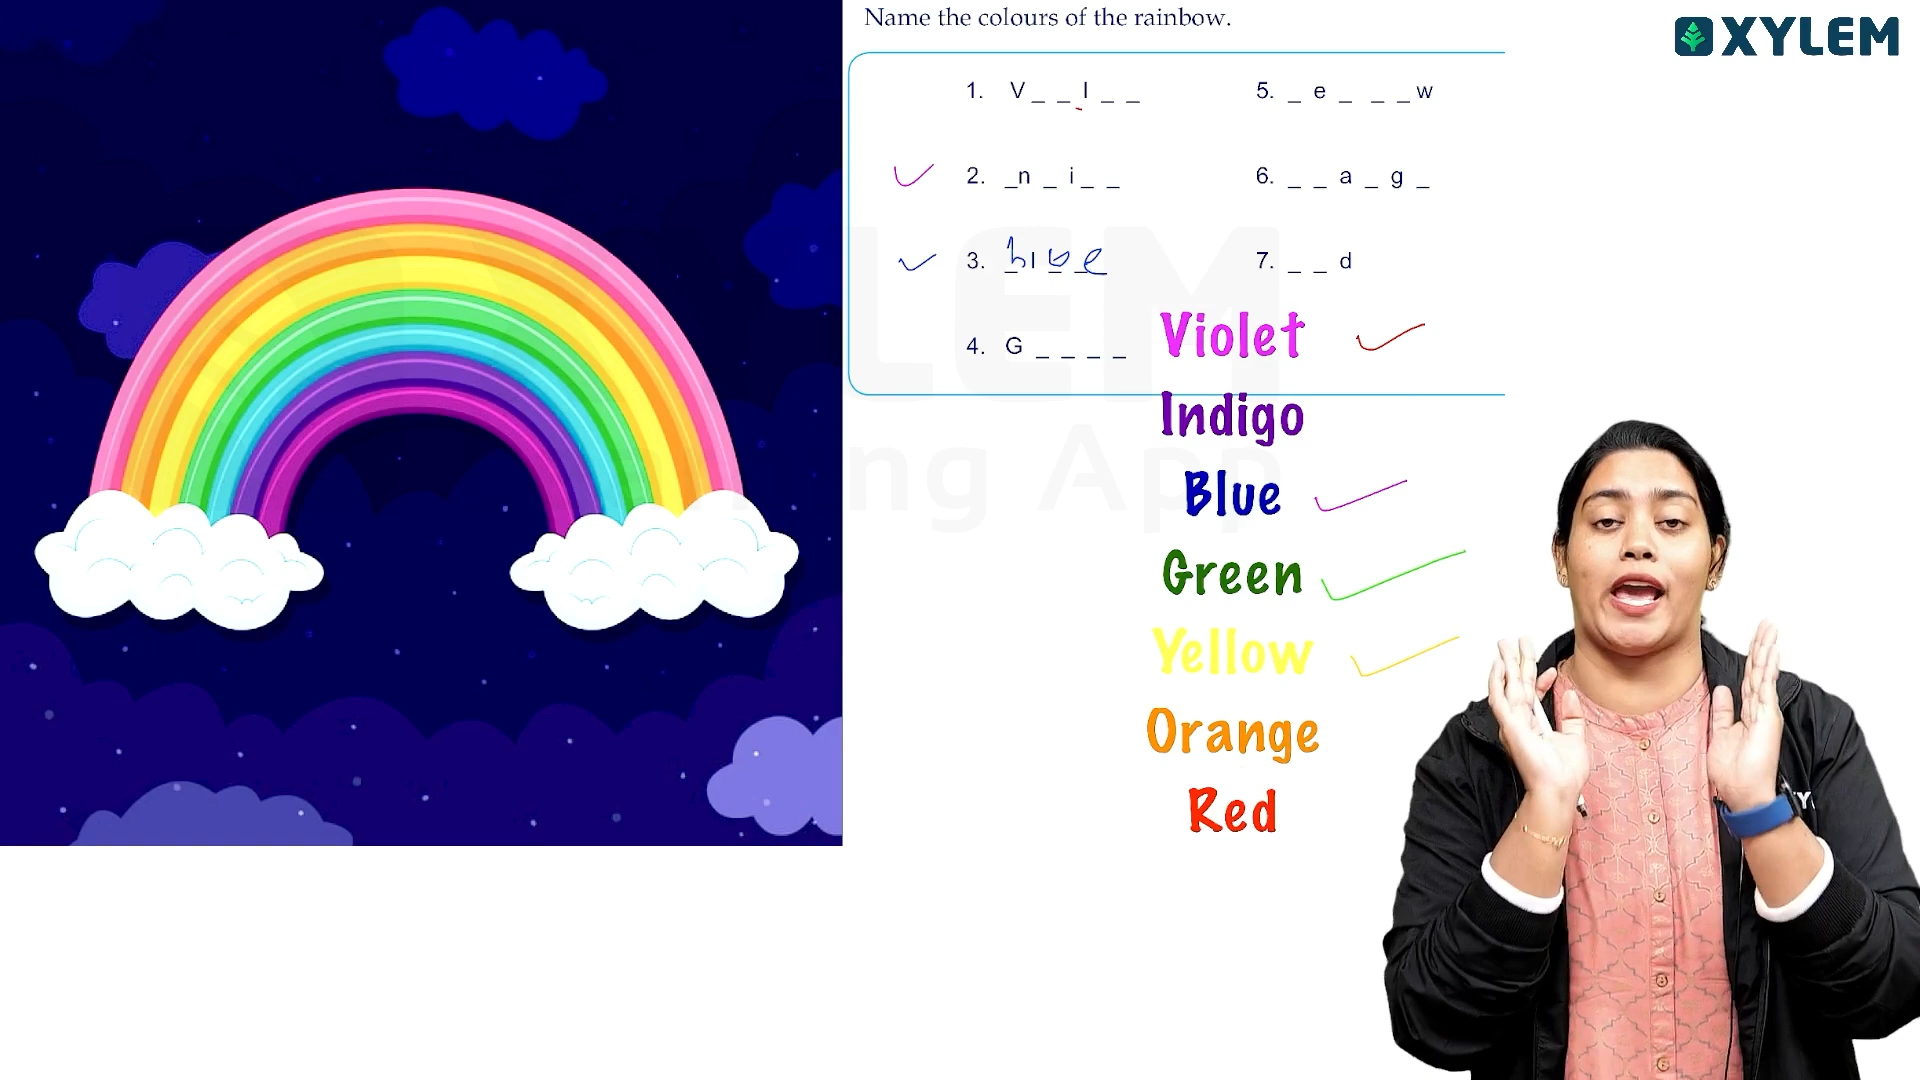 Name the colours of the rainbow.
XYLEM
1. V _ _ l _ _
5. _ e _ _ _ w
2. _ n _ i _ _
6. _ _ a _ g _
3. blue
7. _ _ d
4. G _ _ _ _
Violet
Indigo
Blue
Green
Yellow
Orange
Red